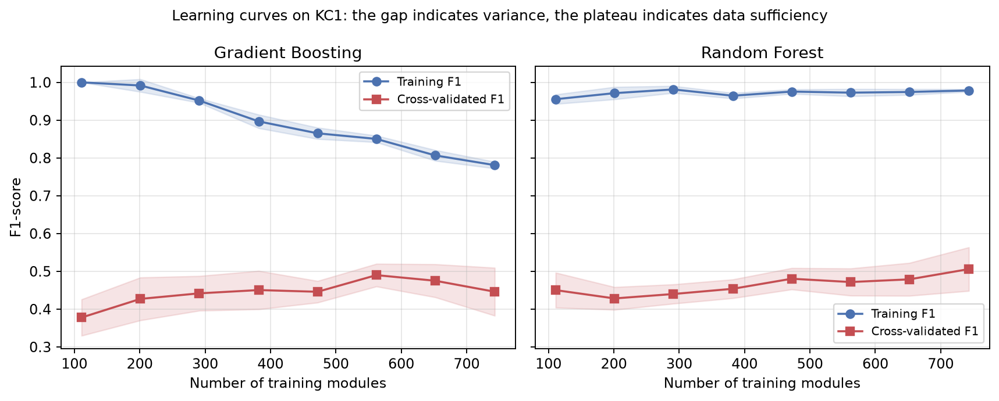 Learning curves on KC1: the gap indicates variance, the plateau indicates data sufficiency
Gradient Boosting
Training F1
Cross-validated F1
F1-score
1.0
0.9
0.8
0.7
0.6
0.5
0.4
0.3
100 200 300 400 500 600 700
Number of training modules
Random Forest
Training F1
Cross-validated F1
100 200 300 400 500 600 700
Number of training modules